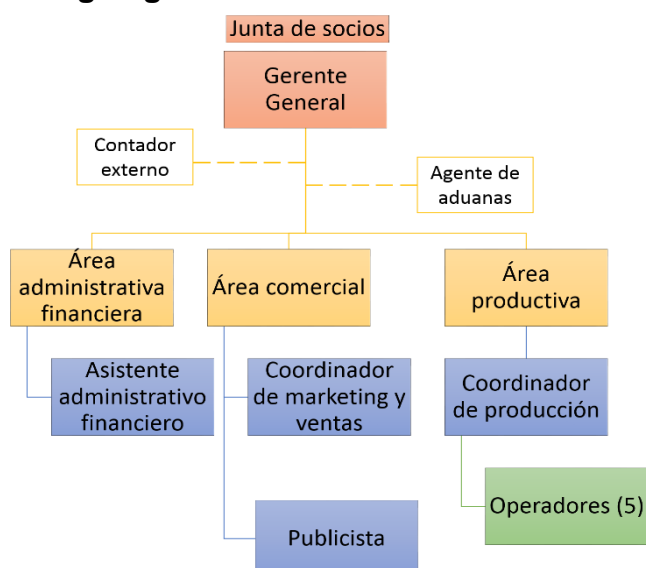 Junta de socios
Gerente
General
Contador
externo
Agente de
aduanas
Área
administrativa
financiera
Área comercial
Área
productiva
Asistente
administrativo
financiero
Coordinador
de marketing y
ventas
Coordinador
de producción
Publicista
Operadores (5)